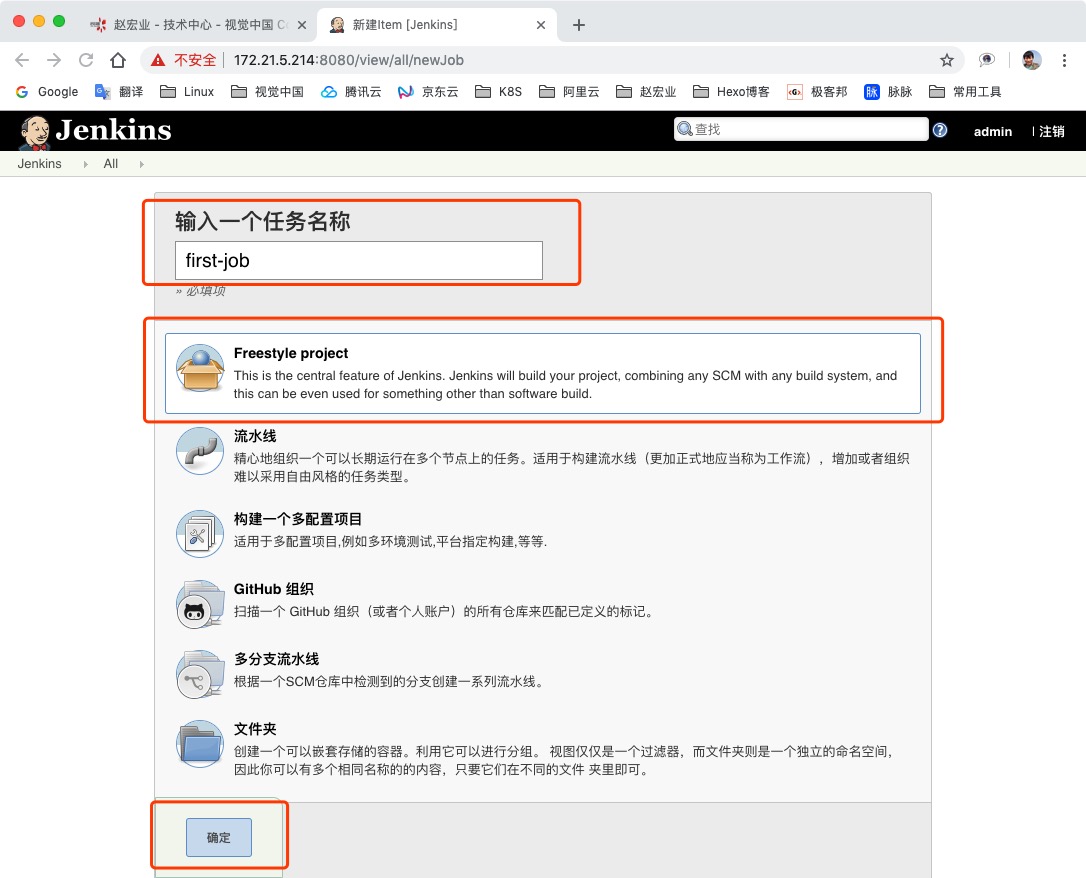 赵宏业 - 技术中心 - 视觉中国 C
新建Item [Jenkins]
不安全 | 172.21.5.214:8080/view/all/newJob
Google 翻译 Linux 视觉中国 腾讯云 京东云 K8S 阿里云 赵宏业 Hexo博客 极客邦 脉脉 常用工具
Jenkins 查找 admin | 注销
Jenkins All
输入一个任务名称
first-job
» 必填项
Freestyle project
This is the central feature of Jenkins. Jenkins will build your project, combining any SCM with any build system, and
this can be even used for something other than software build.
流水线
精心地组织一个可以长期运行在多个节点上的任务。适用于构建流水线（更加正式地应当称为工作流），增加或者组织
难以采用自由风格的任务类型。
构建一个多配置项目
适用于多配置项目,例如多环境测试,平台指定构建,等等.
GitHub 组织
扫描一个 GitHub 组织（或者个人账户）的所有仓库来匹配已定义的标记。
多分支流水线
根据一个SCM仓库中检测到的分支创建一系列流水线。
文件夹
创建一个可以嵌套存储的容器。利用它可以进行分组。 视图仅仅是一个过滤器，而文件夹则是一个独立的命名空间，
因此你可以有多个相同名称的的内容，只要它们在不同的文件 夹里即可。
确定